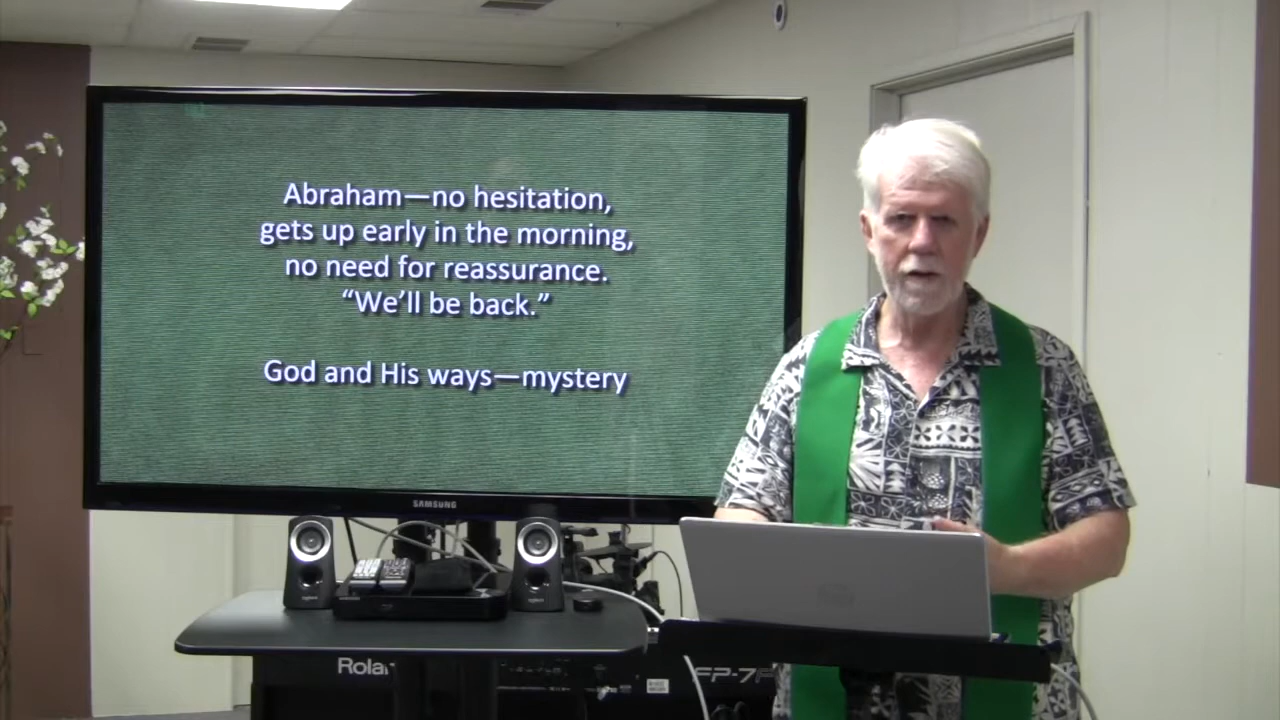 Abraham—no hesitation,
gets up early in the morning,
no need for reassurance.
“We’ll be back.”
God and His ways—mystery
SAMSUNG
logitech
logitech
Rolan
FP-7F